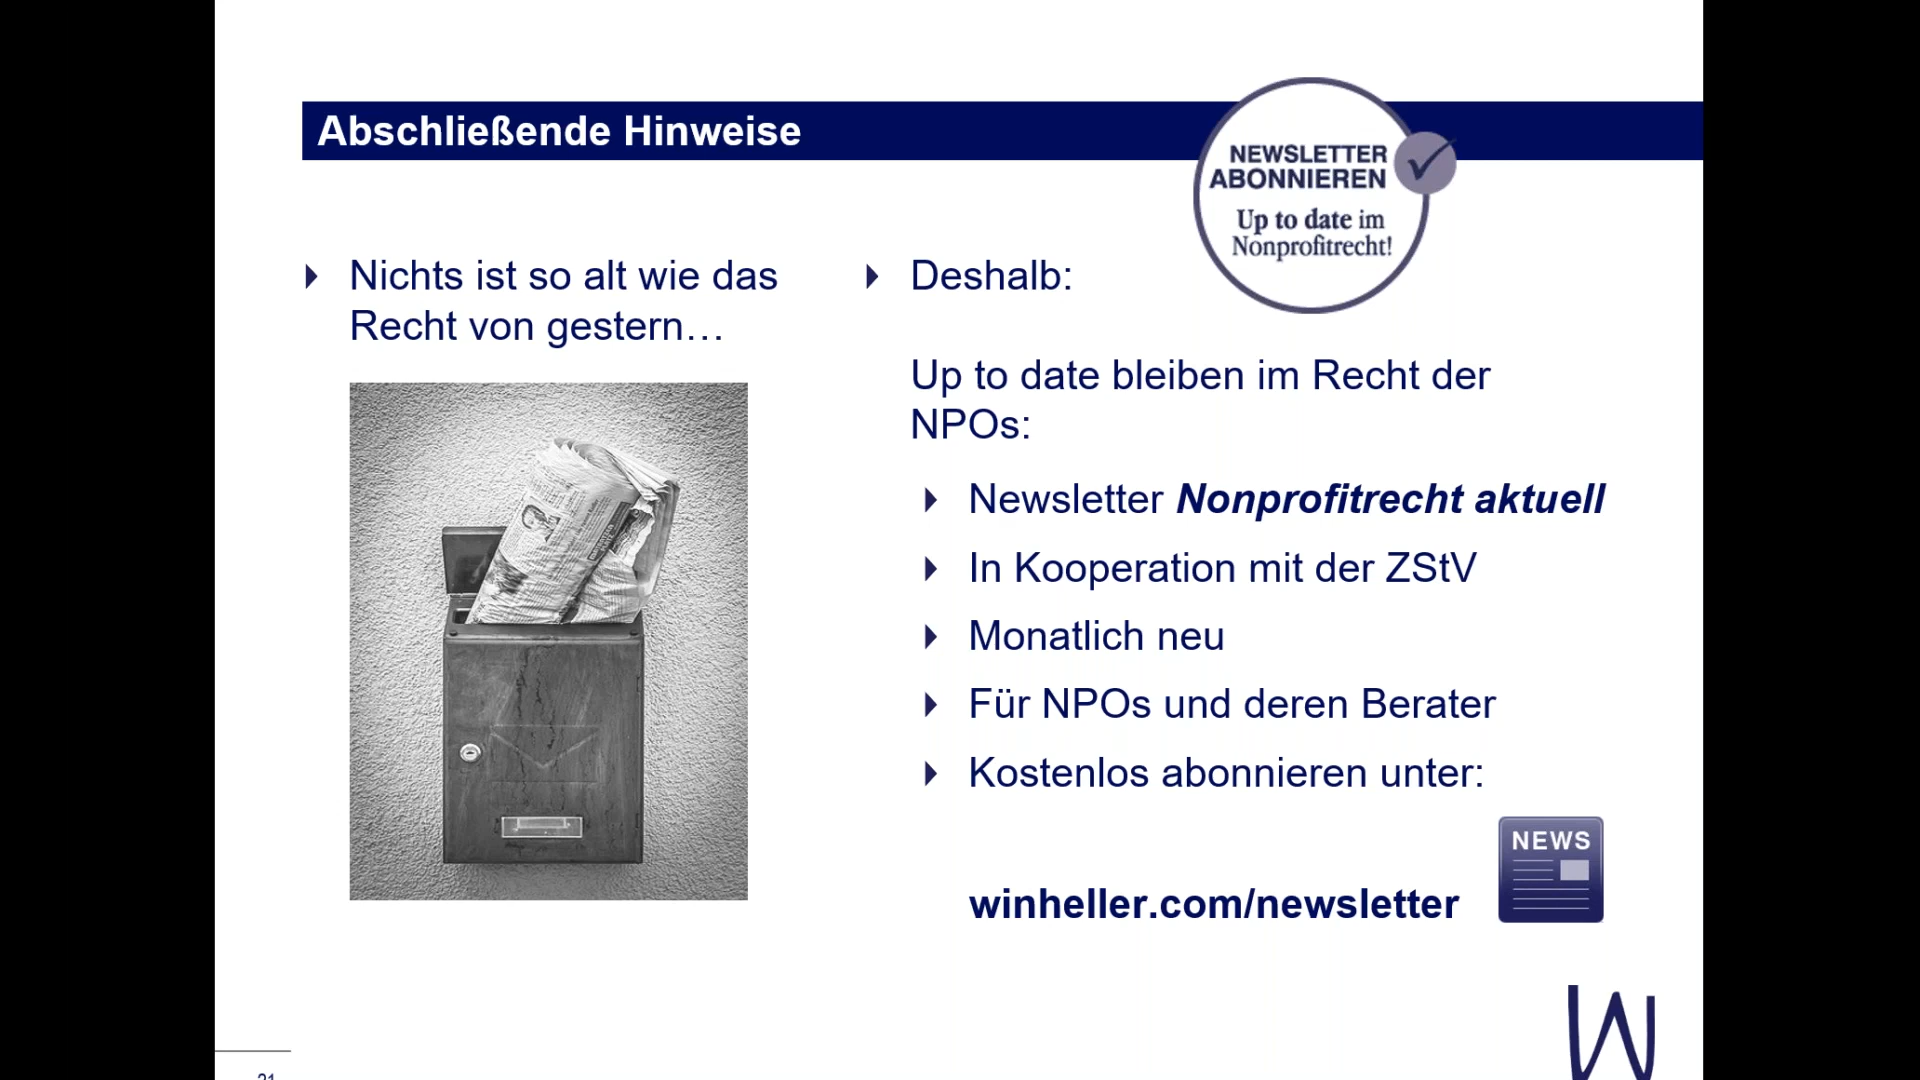 Abschließende Hinweise
NEWSLETTER
ABONNIEREN
Up to date im
Nonprofitrecht!
Nichts ist so alt wie das
Recht von gestern…
Deshalb:
Up to date bleiben im Recht der
NPOs:
Newsletter Nonprofitrecht aktuell
In Kooperation mit der ZStV
Monatlich neu
Für NPOs und deren Berater
Kostenlos abonnieren unter:
NEWS
winheller.com/newsletter
W